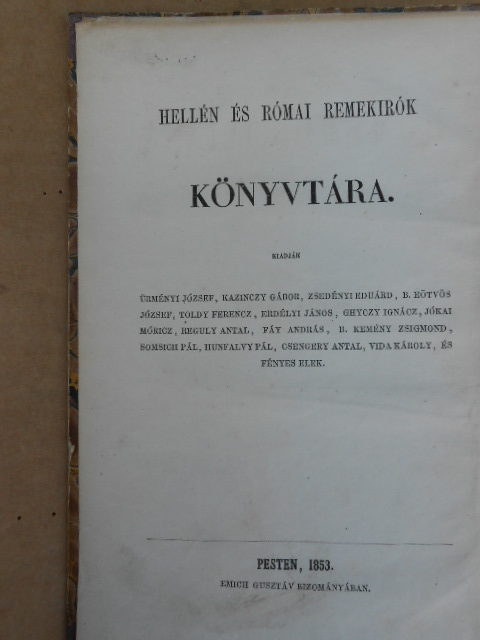 HELLÉN ÉS RÓMAI REMEKIRÓK
KÖNYVTÁRA.
KIADJÁK
ÜRMÉNYI JÓZSEF, KAZINCZY GÁBOR, ZSEDÉNYI EDUÁRD, B. EÖTVÖS
JÓZSEF, TOLDY FERENCZ, ERDÉLYI JÁNOS, GHYCZY IGNÁCZ, JÓKAI
MÓRICZ, REGULY ANTAL, FÁY ANDRÁS, B. KEMÉNY ZSIGMOND,
SOMSICH PÁL, HUNFALVY PÁL, CSENGERY ANTAL, VIDA KÁROLY, ÉS
FÉNYES ELEK.
PESTEN, 1853.
EMICH GUSZTÁV BIZOMÁNYÁBAN.